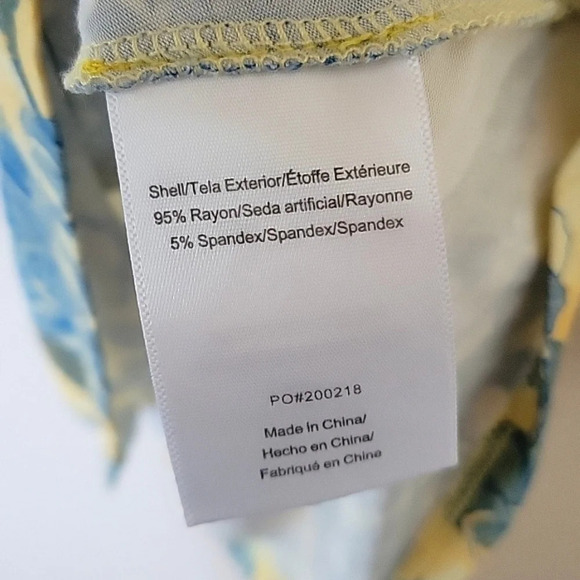 Shell/Tela Exterior/Étoffe Extérieure
95% Rayon/Seda artificial/Rayonne
5% Spandex/Spandex/Spandex
PO#200218
Made In China/
Hecho en China/
Fabriqué en Chine